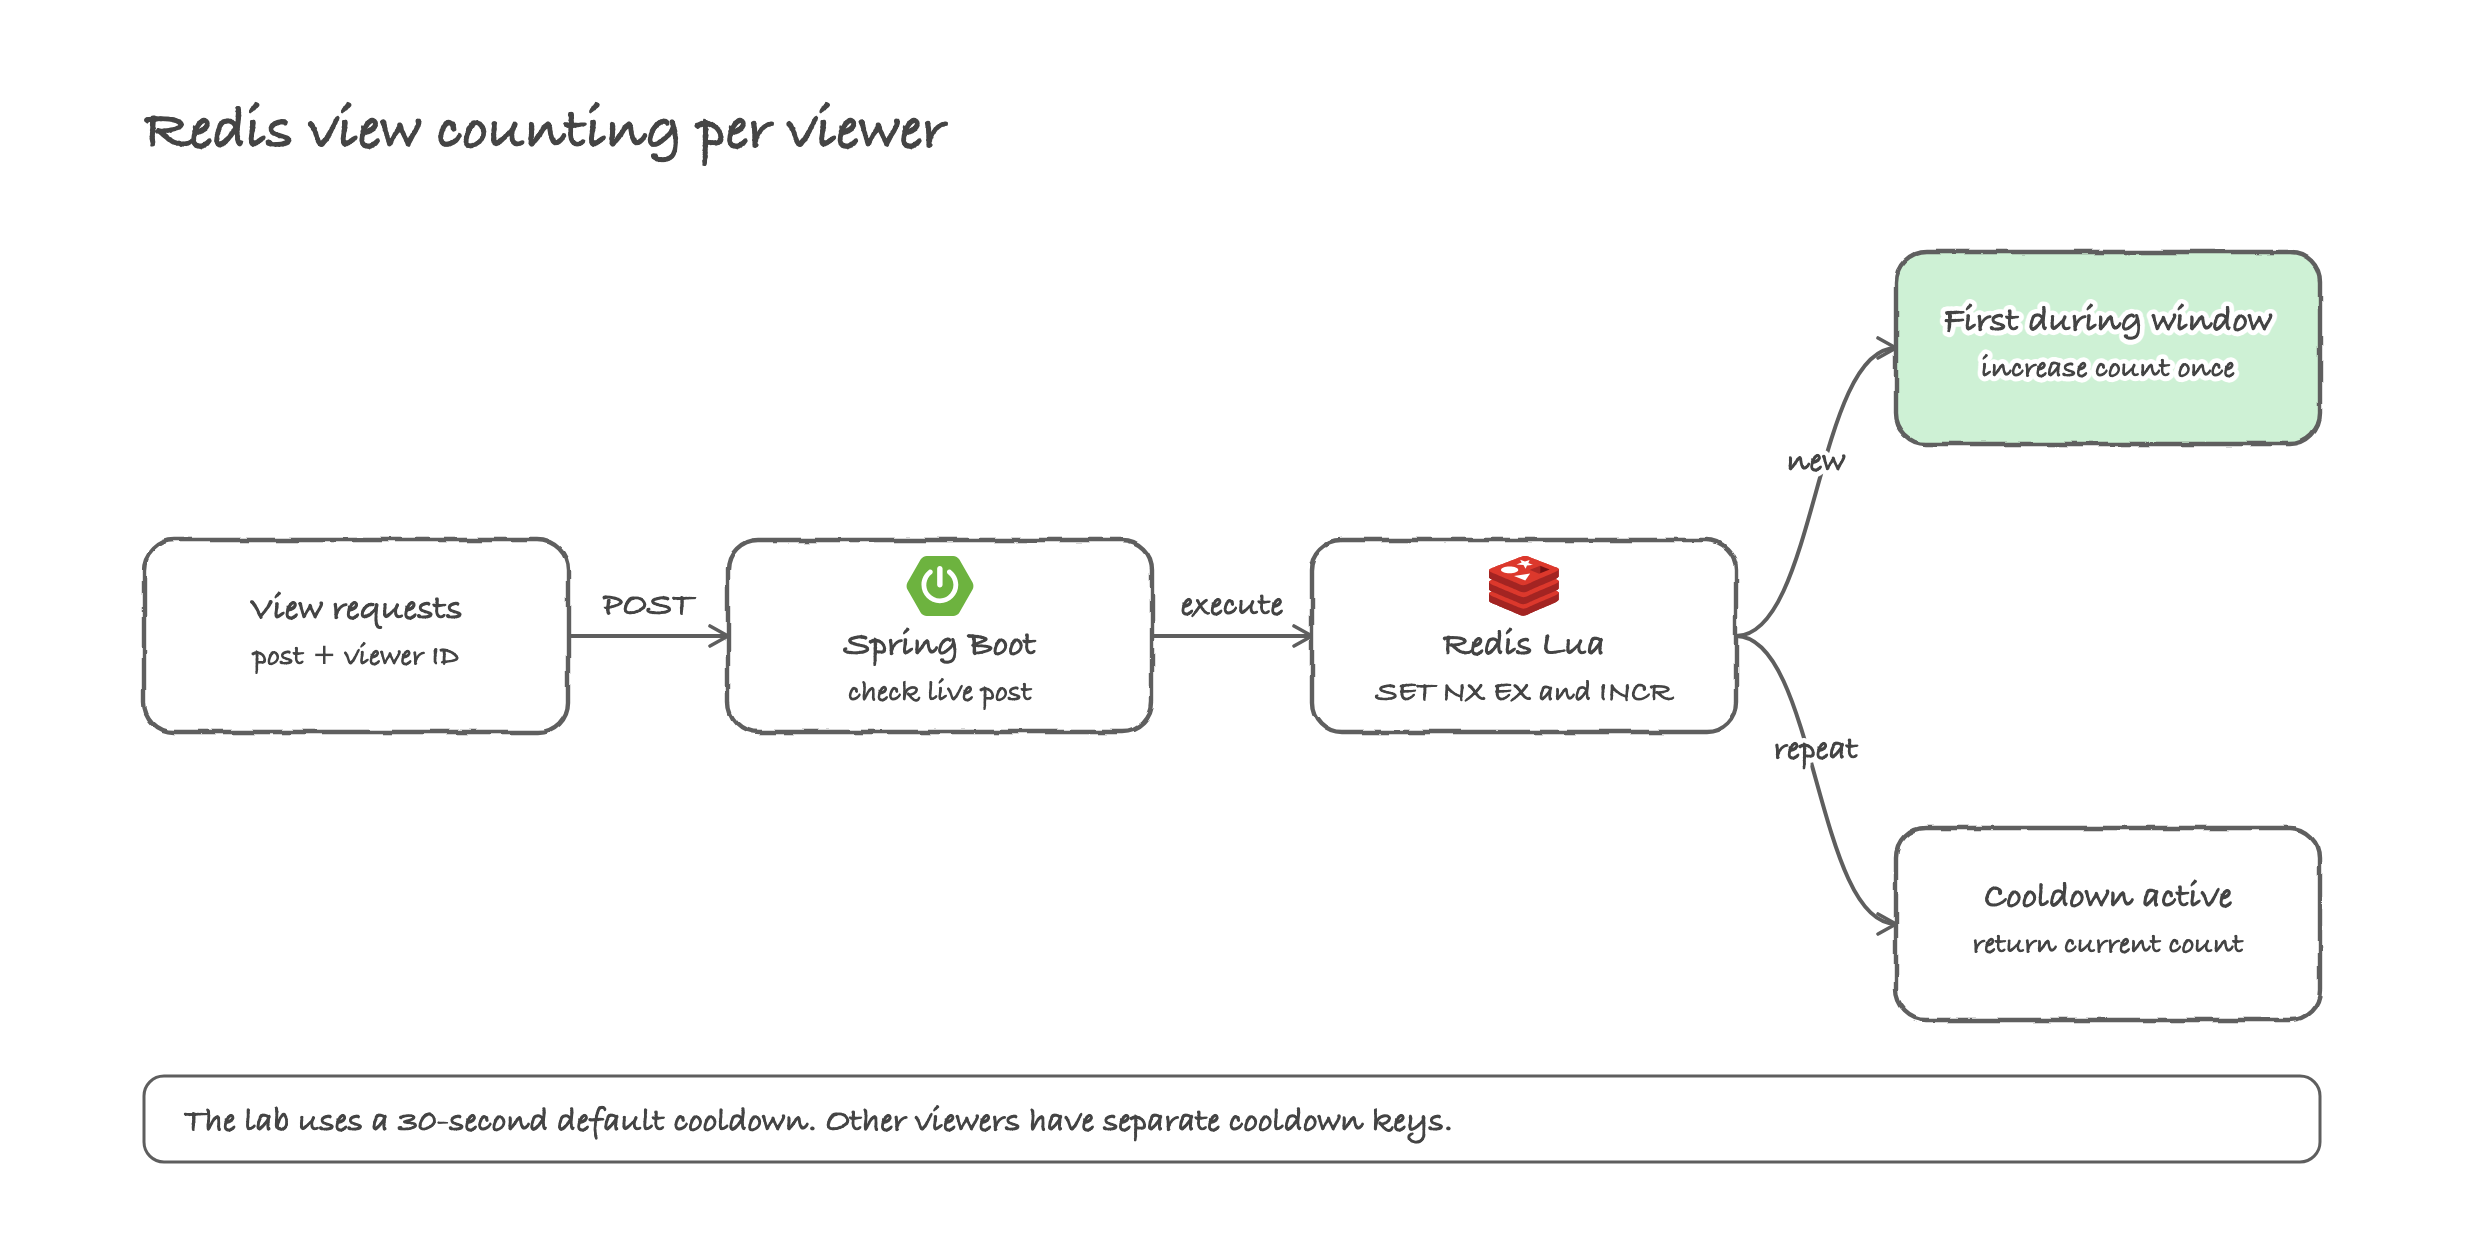 Redis view counting per viewer
View requests
post + viewer ID
POST
Spring Boot
check live post
execute
Redis Lua
SET NX EX and INCR
new
First during window
increase count once
repeat
Cooldown active
return current count
The lab uses a 30-second default cooldown. Other viewers have separate cooldown keys.